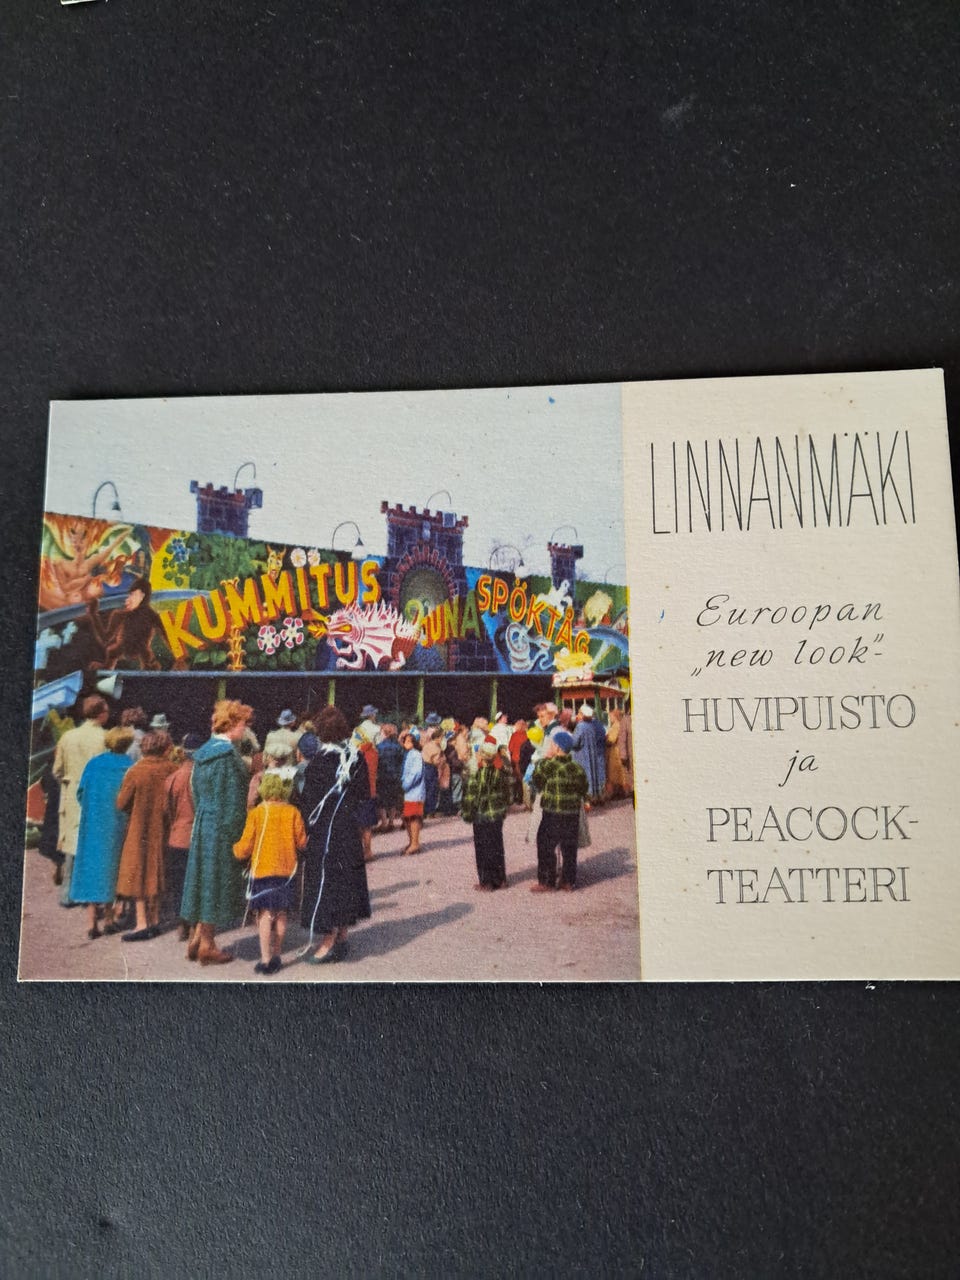 KUMMITUS
JUNA
SPÖKTÅG
LINNANMÄKI
Euroopan
„new look"-
HUVIPUISTO
ja
PEACOCK-
TEATTERI